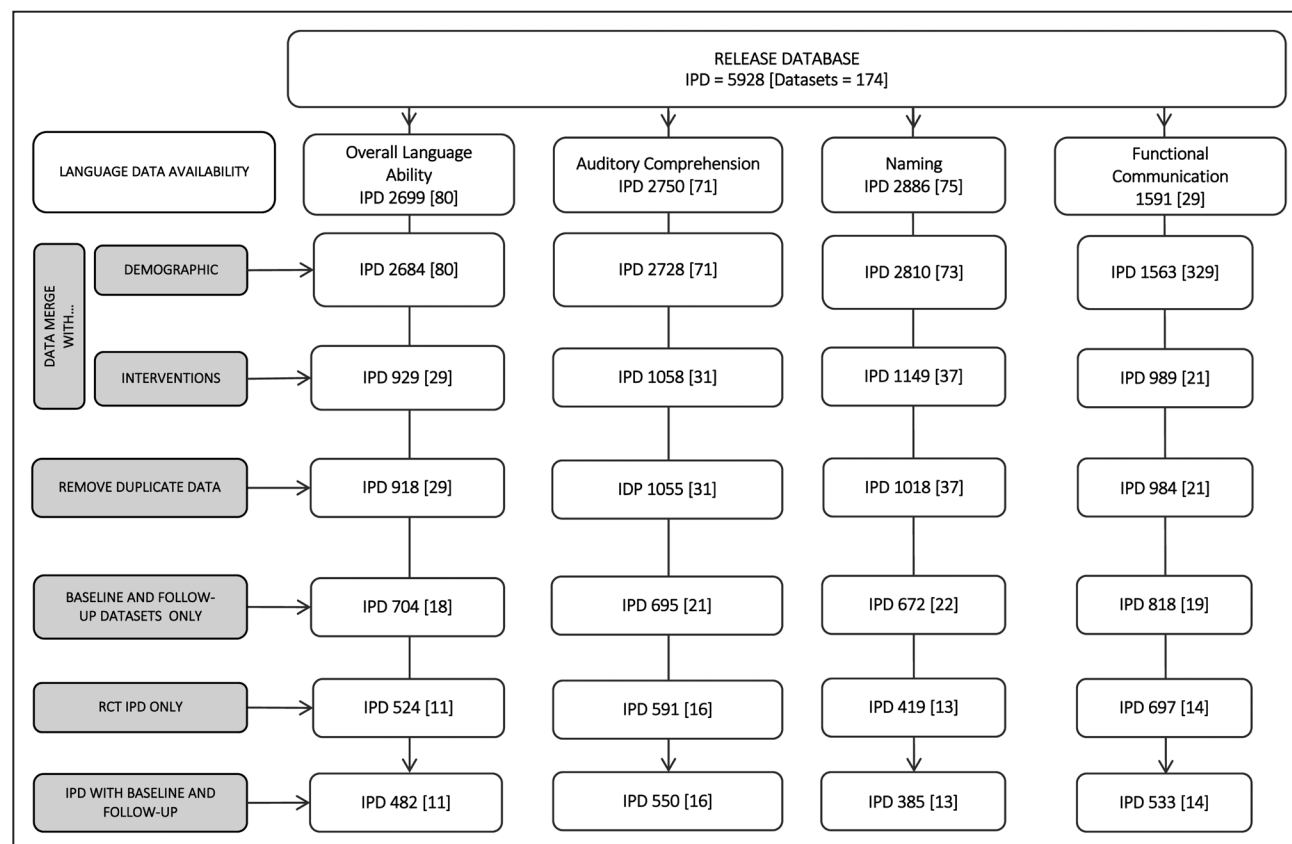 RELEASE DATABASE
IPD = 5928 [Datasets = 174]
LANGUAGE DATA AVAILABILITY
Overall Language
Ability
IPD 2699 [80]
Auditory Comprehension
IPD 2750 [71]
Naming
IPD 2886 [75]
Functional
Communication
1591 [29]
DATA MERGE
WITH...
DEMOGRAPHIC
IPD 2684 [80]
IPD 2728 [71]
IPD 2810 [73]
IPD 1563 [329]
INTERVENTIONS
IPD 929 [29]
IPD 1058 [31]
IPD 1149 [37]
IPD 989 [21]
REMOVE DUPLICATE DATA
IPD 918 [29]
IDP 1055 [31]
IPD 1018 [37]
IPD 984 [21]
BASELINE AND FOLLOW-
UP DATASETS ONLY
IPD 704 [18]
IPD 695 [21]
IPD 672 [22]
IPD 818 [19]
RCT IPD ONLY
IPD 524 [11]
IPD 591 [16]
IPD 419 [13]
IPD 697 [14]
IPD WITH BASELINE AND
FOLLOW-UP
IPD 482 [11]
IPD 550 [16]
IPD 385 [13]
IPD 533 [14]